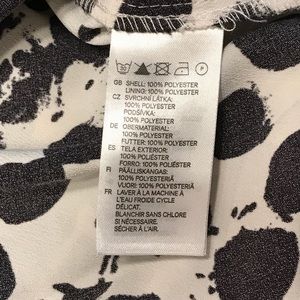 GB SHELL: 100% POLYESTER
LINING: 100% POLYESTER
CZ SVRCHNÍ LÁTKA:
100% POLYESTER
PODŠÍVKA:
100% POLYESTER
DE OBERMATERIAL:
100% POLYESTER
FUTTER: 100% POLYESTER
ES TELA EXTERIOR:
100% POLIÉSTER
FORRO: 100% POLIÉSTER
FI PÄÄLLISKANGAS:
100% POLYESTERIÄ
VUORI: 100% POLYESTERIÄ
FR LAVER À LA MACHINE À
L'EAU FROIDE CYCLE
DÉLICAT.
BLANCHIR SANS CHLORE
SI NÉCESSAIRE.
SÉCHER À L'AIR.